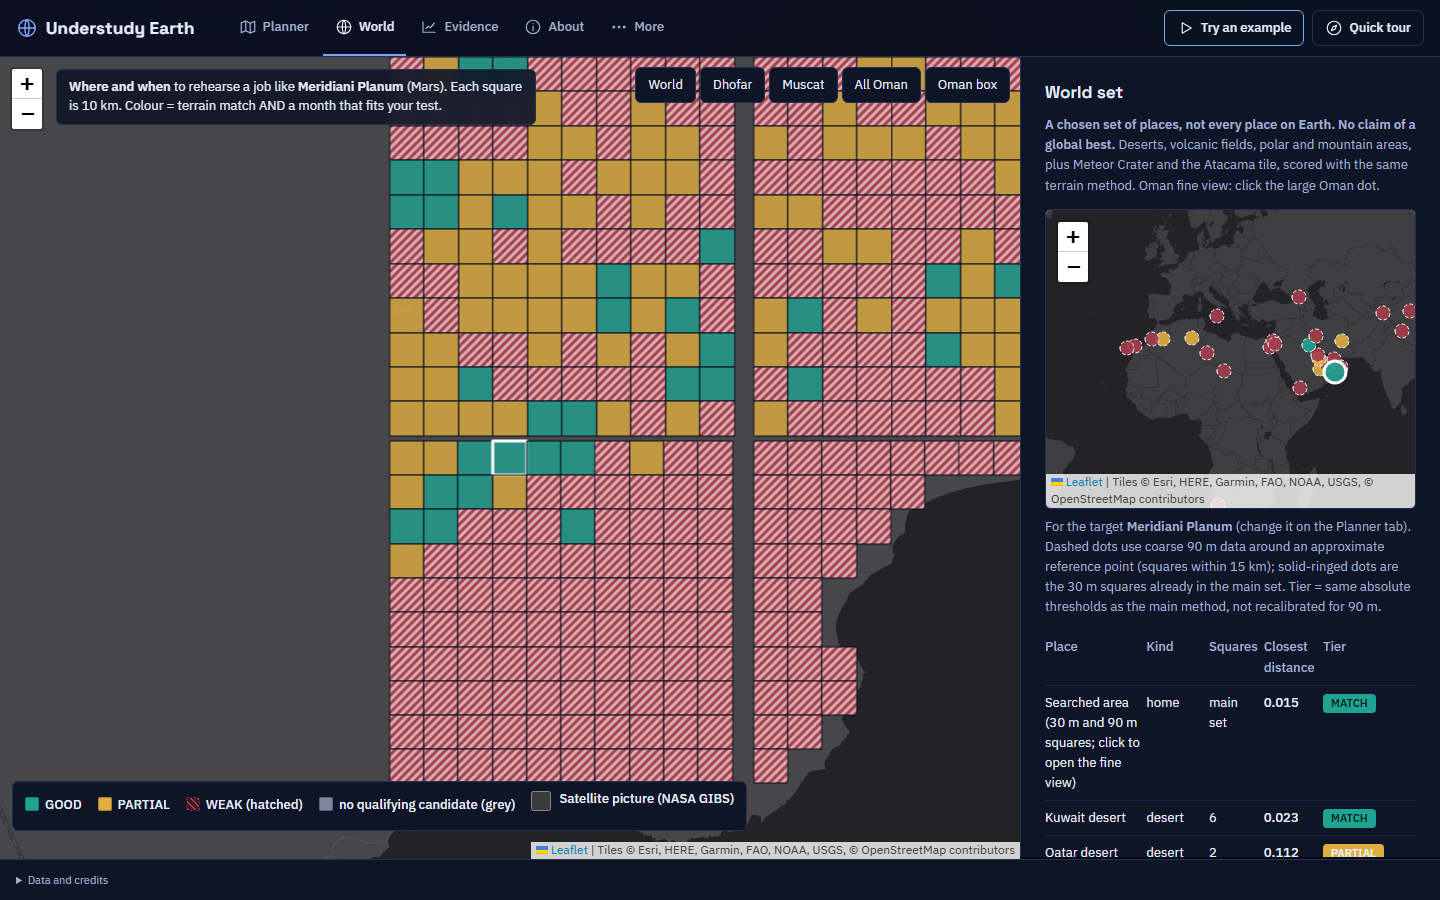 Understudy Earth
Planner
World
Evidence
About
More
Try an example
Quick tour
+
−
Where and when to rehearse a job like Meridiani Planum (Mars). Each square
is 10 km. Colour = terrain match AND a month that fits your test.
World
Dhofar
Muscat
All Oman
Oman box
GOOD
PARTIAL
WEAK (hatched)
no qualifying candidate (grey)
Satellite picture (NASA GIBS)
Leaflet | Tiles © Esri, HERE, Garmin, FAO, NOAA, USGS, © OpenStreetMap contributors
World set
A chosen set of places, not every place on Earth. No claim of a
global best. Deserts, volcanic fields, polar and mountain areas,
plus Meteor Crater and the Atacama tile, scored with the same
terrain method. Oman fine view: click the large Oman dot.
+
−
Leaflet | Tiles © Esri, HERE, Garmin, FAO, NOAA, USGS, ©
OpenStreetMap contributors
For the target Meridiani Planum (change it on the Planner tab).
Dashed dots use coarse 90 m data around an approximate
reference point (squares within 15 km); solid-ringed dots are
the 30 m squares already in the main set. Tier = same absolute
thresholds as the main method, not recalibrated for 90 m.
Place Kind Squares Closest distance Tier
Searched area
(30 m and 90 m
squares; click to
open the fine
view)
home
main
set
0.015
MATCH
Kuwait desert desert 6 0.023 MATCH
Qatar desert desert 2 0.112 PARTIAL
Data and credits